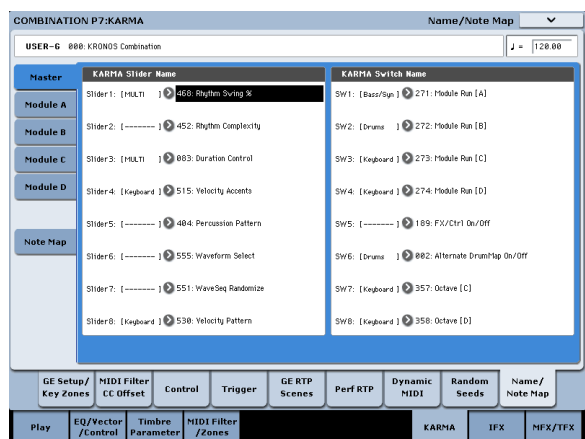 COMBINATION P7:KARMA Name/Note Map
USER-G 000: KRONOS Combination ♩= 120.00
Master
Module A
Module B
Module C
Module D
Note Map
KARMA Slider Name
Slider1: [MULTI ] 468: Rhythm Swing %
Slider2: [-------] 452: Rhythm Complexity
Slider3: [MULTI ] 083: Duration Control
Slider4: [Keyboard ] 515: Velocity Accents
Slider5: [-------] 404: Percussion Pattern
Slider6: [-------] 555: Waveform Select
Slider7: [-------] 551: WaveSeq Randomize
Slider8: [Keyboard ] 530: Velocity Pattern
KARMA Switch Name
SW1: [Bass/Syn ] 271: Module Run [A]
SW2: [Drums ] 272: Module Run [B]
SW3: [Keyboard ] 273: Module Run [C]
SW4: [Keyboard ] 274: Module Run [D]
SW5: [-------] 189: FX/Ctrl On/Off
SW6: [Drums ] 002: Alternate DrumMap On/Off
SW7: [Keyboard ] 357: Octave [C]
SW8: [Keyboard ] 358: Octave [D]
GE Setup/ Key Zones
MIDI Filter CC Offset
Control
Trigger
GE RTP Scenes
Perf RTP
Dynamic MIDI
Random Seeds
Name/ Note Map
Play
EQ/Vector /Control
Timbre Parameter
MIDI Filter /Zones
KARMA
IFX
MFX/TFX